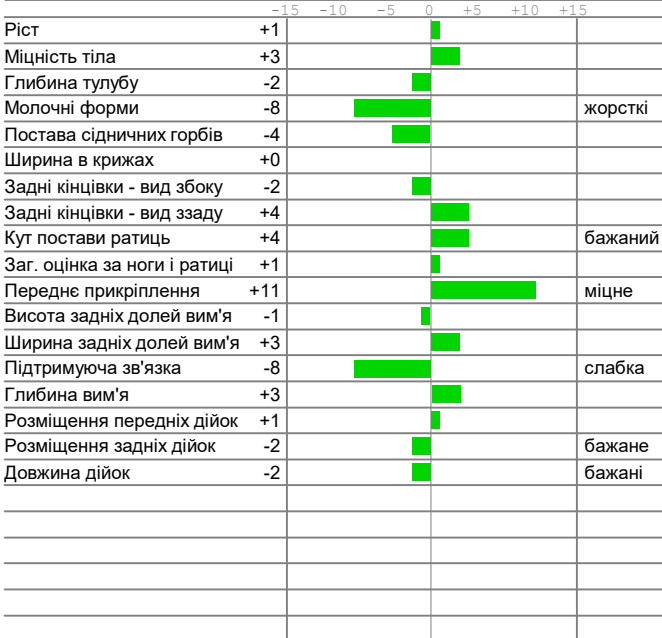 -15 -10 -5 0 +5 +10 +15
Ріст +1
Міцність тіла +3
Глибина тулубу -2
Молочні форми -8 жорсткі
Постава сідничних горбів -4
Ширина в крижах +0
Задні кінцівки - вид збоку -2
Задні кінцівки - вид ззаду +4
Кут постави ратиць +4 бажаний
Заг. оцінка за ноги і ратиці +1
Переднє прикріплення +11 міцне
Висота задніх долей вим'я -1
Ширина задніх долей вим'я +3
Підтримуюча зв'язка -8 слабка
Глибина вим'я +3
Розміщення передніх дійок +1
Розміщення задніх дійок -2 бажане
Довжина дійок -2 бажані